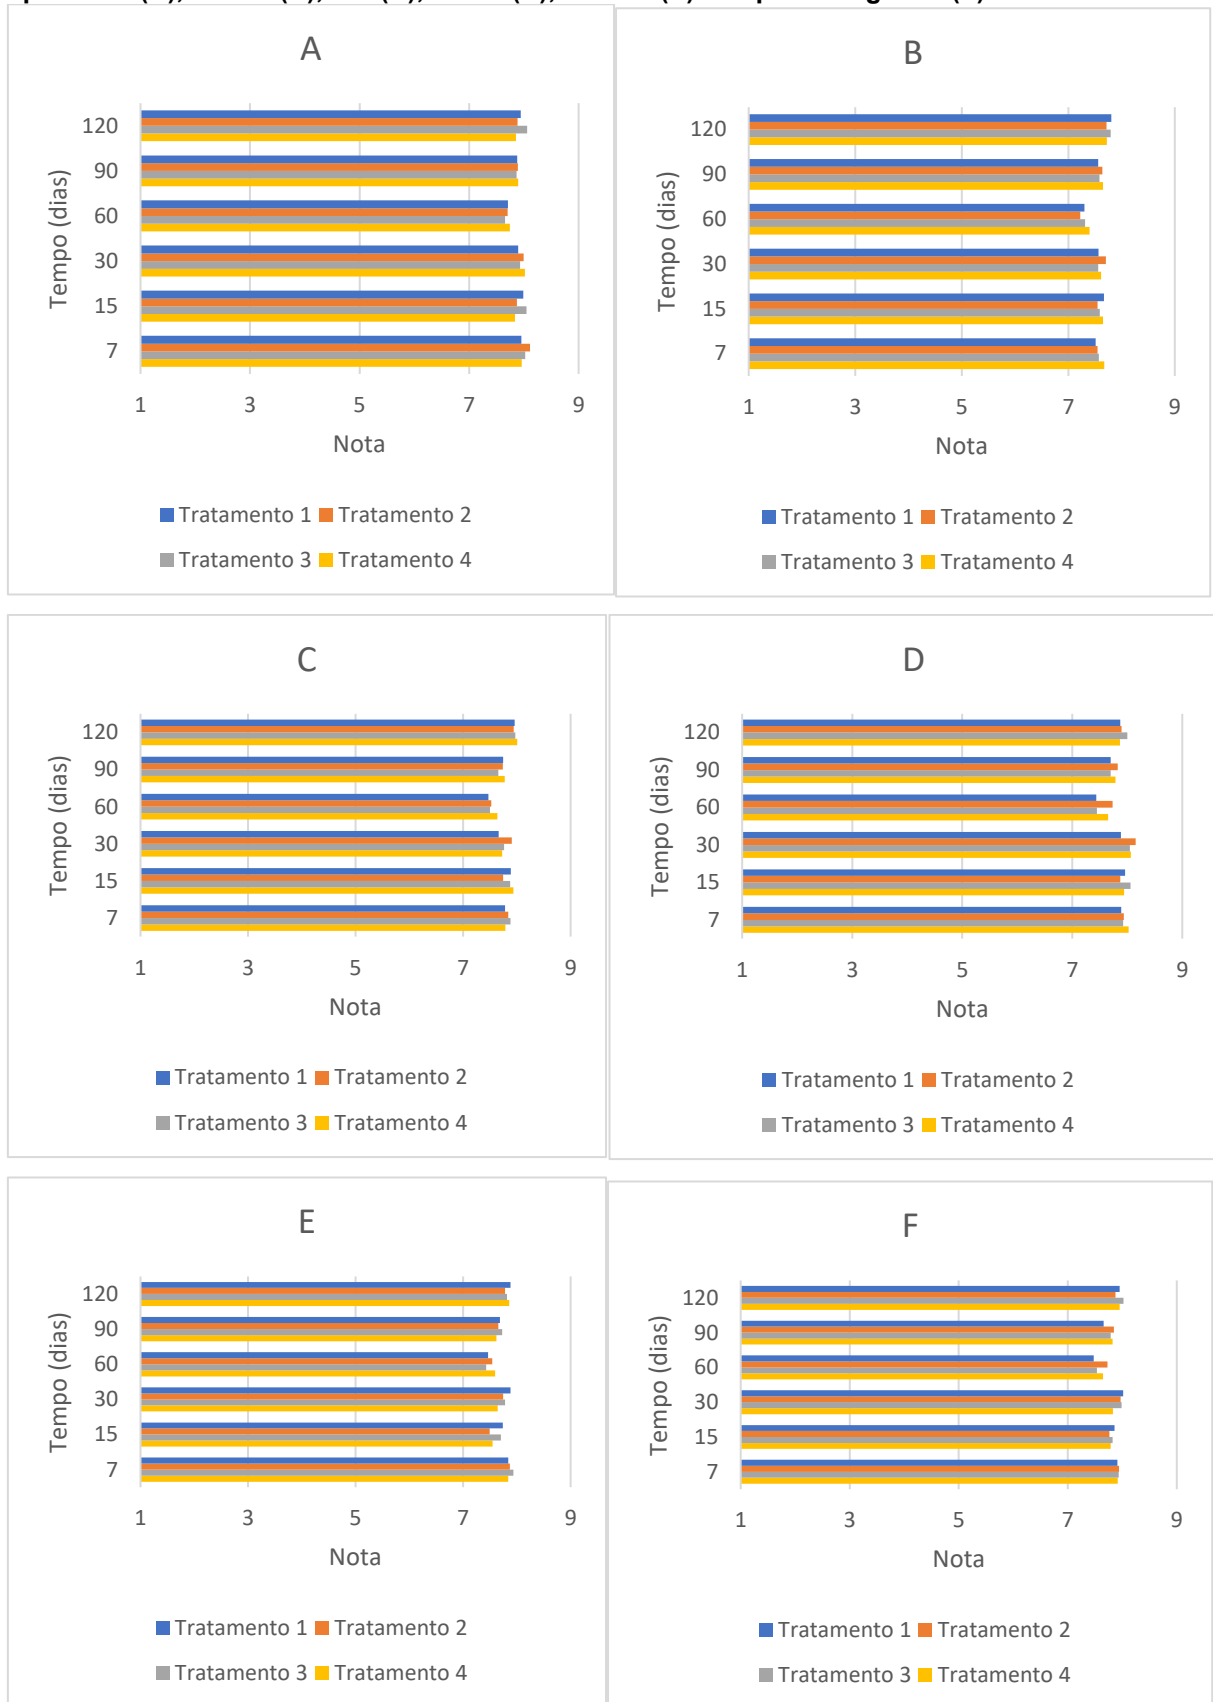 A
120
90
60
30
15
7
Tempo (dias)
1 3 5 7 9
Nota
Tratamento 1 Tratamento 2
Tratamento 3 Tratamento 4
B
120
90
60
30
15
7
Tempo (dias)
1 3 5 7 9
Nota
Tratamento 1 Tratamento 2
Tratamento 3 Tratamento 4
C
120
90
60
30
15
7
Tempo (dias)
1 3 5 7 9
Nota
Tratamento 1 Tratamento 2
Tratamento 3 Tratamento 4
D
120
90
60
30
15
7
Tempo (dias)
1 3 5 7 9
Nota
Tratamento 1 Tratamento 2
Tratamento 3 Tratamento 4
E
120
90
60
30
15
7
Tempo (dias)
1 3 5 7 9
Nota
Tratamento 1 Tratamento 2
Tratamento 3 Tratamento 4
F
120
90
60
30
15
7
Tempo (dias)
1 3 5 7 9
Nota
Tratamento 1 Tratamento 2
Tratamento 3 Tratamento 4